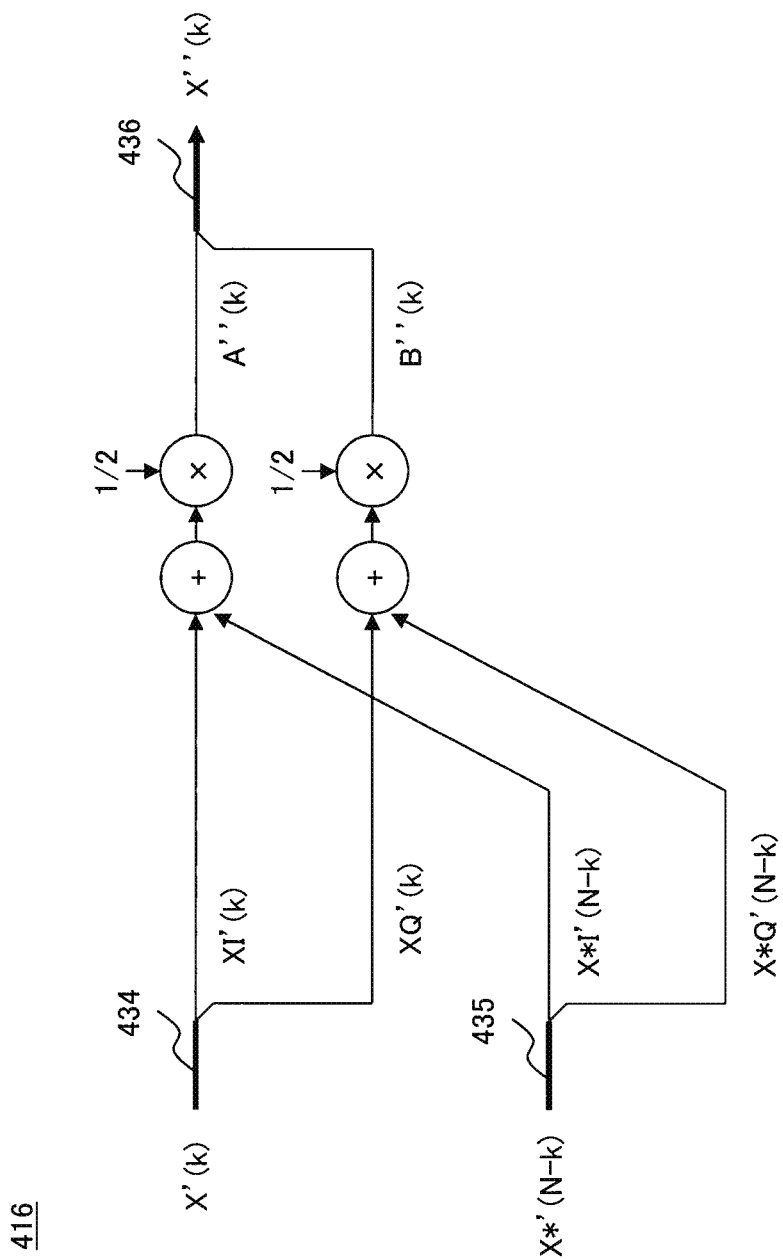 416
X'(k)
434
XI'(k)
XQ'(k)
1/2
+
×
A''(k)
436
X''(k)
1/2
+
×
B''(k)
X*'(N-k)
435
X*I'(N-k)
X*Q'(N-k)